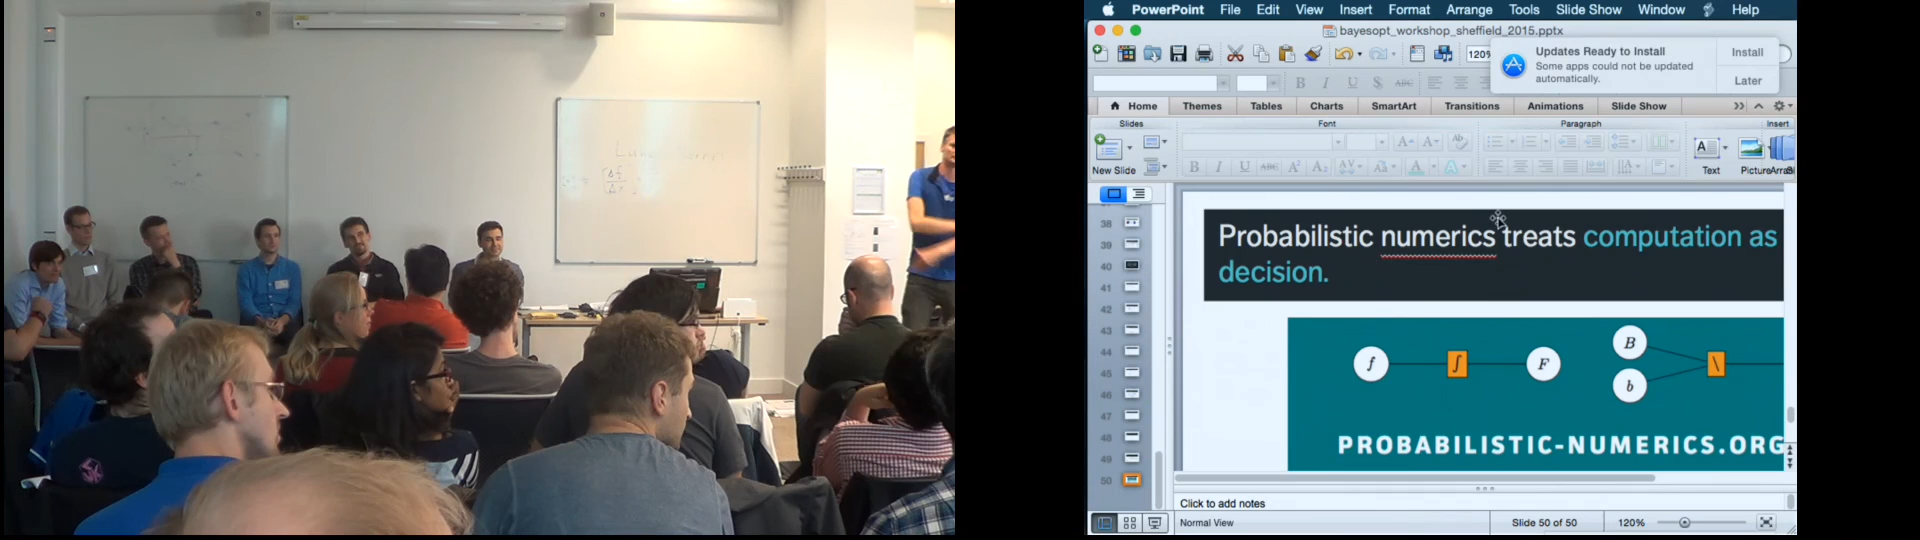 PowerPoint File Edit View Insert Format Arrange Tools Slide Show Window Help
bayesopt_workshop_sheffield_2015.pptx
120%
Updates Ready to Install
Some apps could not be updated
automatically.
Install
Later
Home Themes Tables Charts SmartArt Transitions Animations Slide Show
Slides Font Paragraph Insert
New Slide
Text Picture
38
39
40
41
42
43
44
45
46
47
48
49
50
Probabilistic numerics treats computation as
decision.
f ∫ F
B
b
\
PROBABILISTIC-NUMERICS.ORG
Click to add notes
Normal View Slide 50 of 50 120%